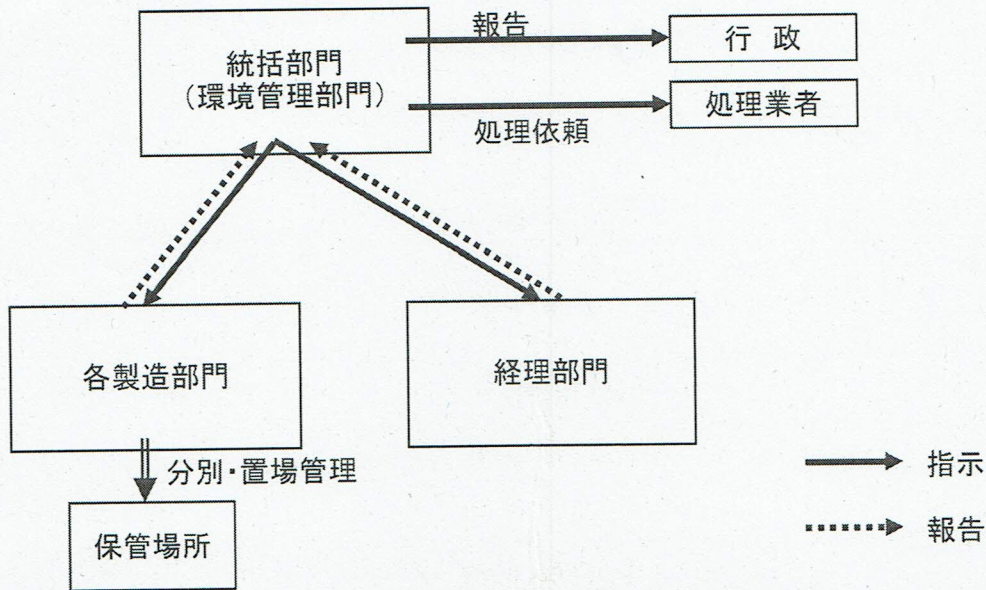 報告
行 政
統括部門
（環境管理部門）
処理業者
処理依頼
各製造部門
経理部門
分別・置場管理
指示
保管場所
報告